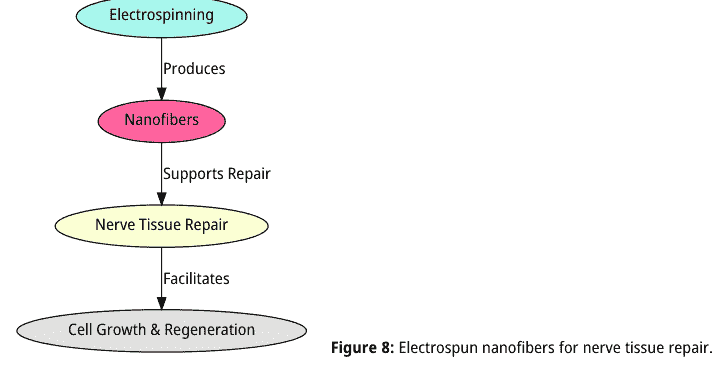 Electrospinning
Produces
Nanofibers
Supports Repair
Nerve Tissue Repair
Facilitates
Cell Growth & Regeneration
Figure 8: Electrospun nanofibers for nerve tissue repair.